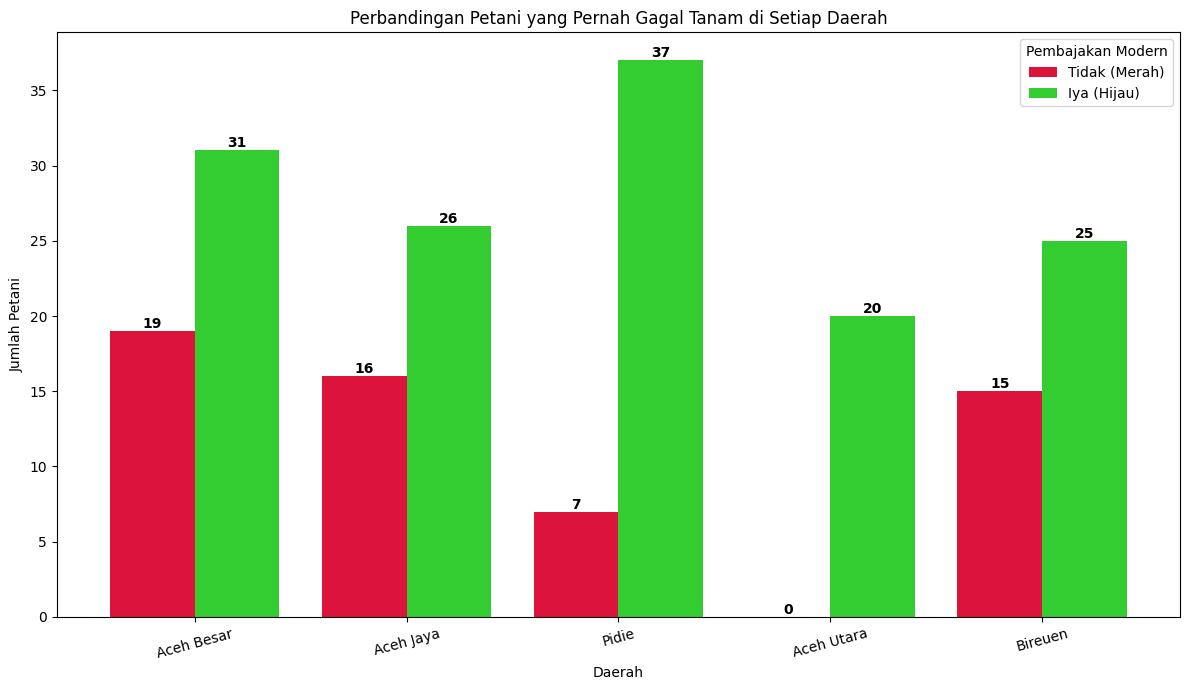 Perbandingan Petani yang Pernah Gagal Tanam di Setiap Daerah
Pembajakan Modern
Tidak (Merah)
Iya (Hijau)
Jumlah Petani
35
30
25
20
15
10
5
0
19
31
16
26
7
37
0
20
15
25
Aceh Besar
Aceh Jaya
Pidie
Aceh Utara
Bireuen
Daerah